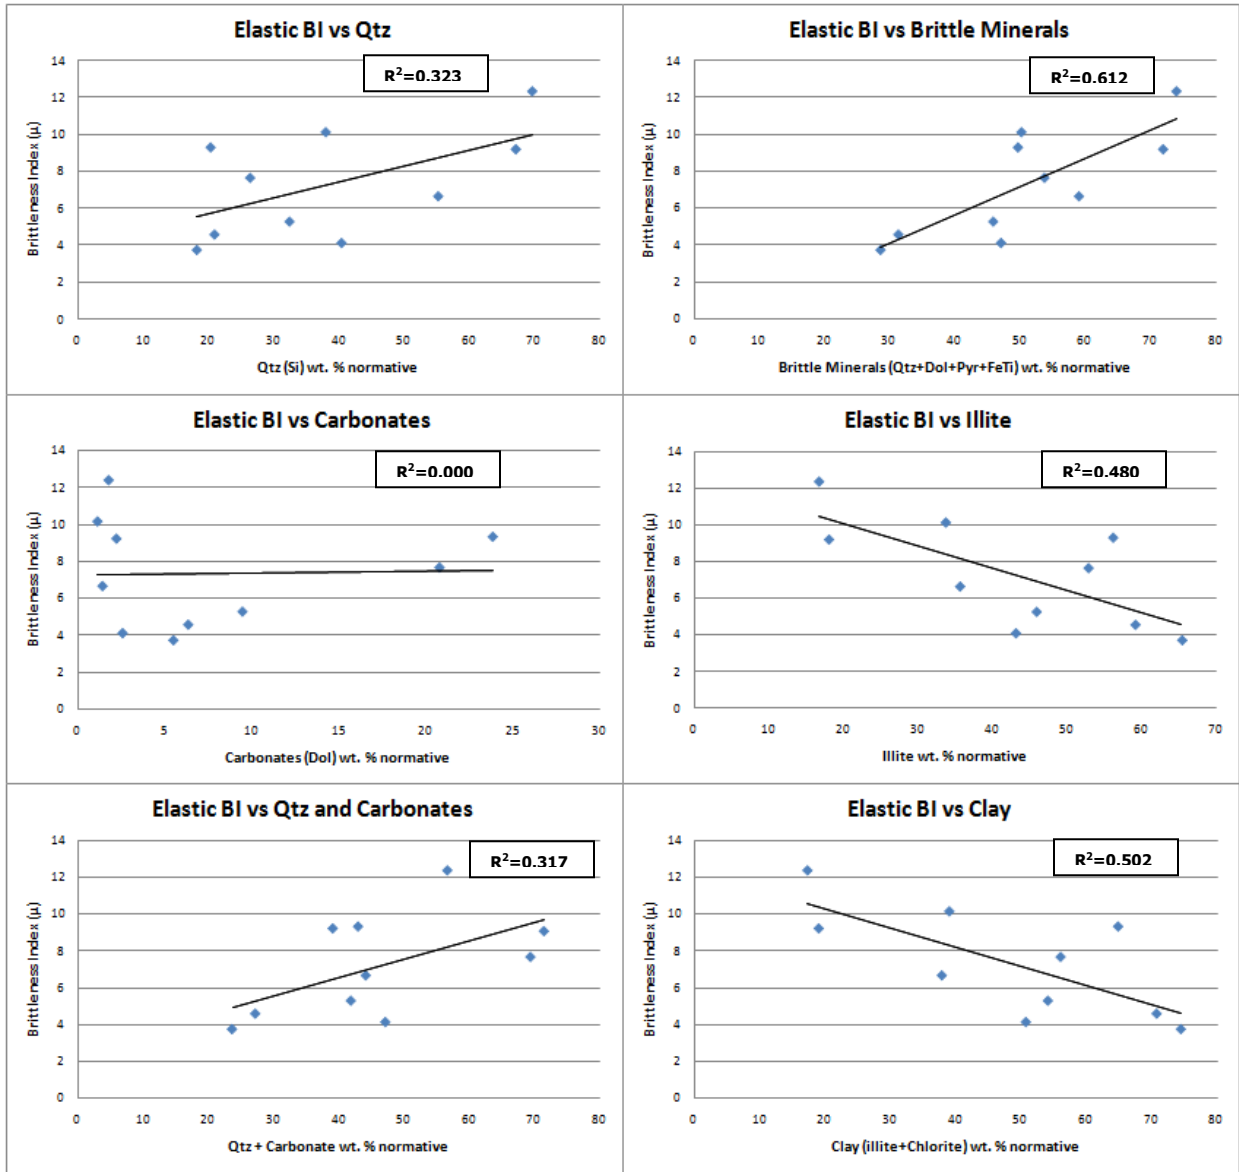 Elastic BI vs Qtz
R²=0.323
Brittleness Index (μ)
14
12
10
8
6
4
2
0
0 10 20 30 40 50 60 70 80
Qtz (Si) wt. % normative
Elastic BI vs Brittle Minerals
R²=0.612
Brittleness Index (μ)
14
12
10
8
6
4
2
0
0 10 20 30 40 50 60 70 80
Brittle Minerals (Qtz+Dol+Pyr+FeTi) wt. % normative
Elastic BI vs Carbonates
R²=0.000
Brittleness Index (μ)
14
12
10
8
6
4
2
0
0 5 10 15 20 25 30
Carbonates (Dol) wt. % normative
Elastic BI vs Illite
R²=0.480
Brittleness Index (μ)
14
12
10
8
6
4
2
0
0 10 20 30 40 50 60 70
Illite wt. % normative
Elastic BI vs Qtz and Carbonates
R²=0.317
Brittleness Index (μ)
14
12
10
8
6
4
2
0
0 10 20 30 40 50 60 70 80
Qtz + Carbonate wt. % normative
Elastic BI vs Clay
R²=0.502
Brittleness Index (μ)
14
12
10
8
6
4
2
0
0 10 20 30 40 50 60 70 80
Clay (illite+Chlorite) wt. % normative